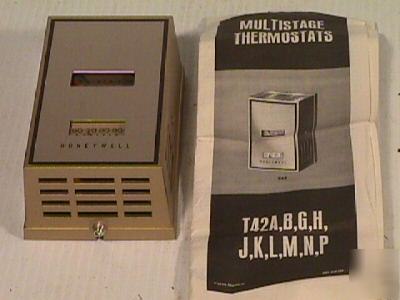 MULTISTAGE
THERMOSTATS
HONEYWELL
T42A,B,G,H,
J,K,L,M,N,P